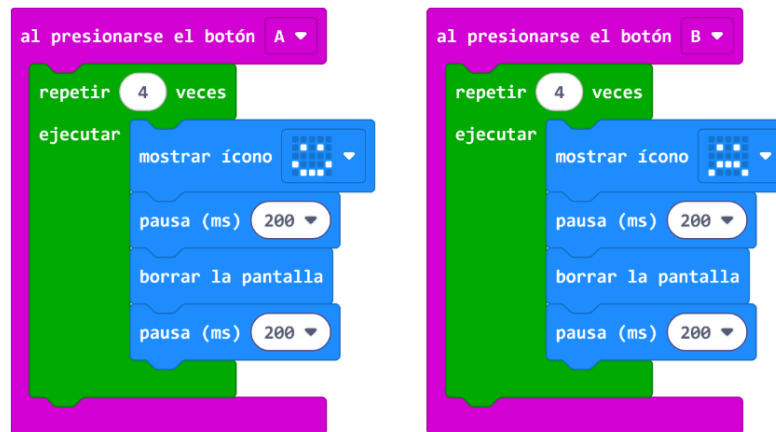 al presionarse el botón A
repetir 4 veces
ejecutar
mostrar ícono
pausa (ms) 200
borrar la pantalla
pausa (ms) 200
al presionarse el botón B
repetir 4 veces
ejecutar
mostrar ícono
pausa (ms) 200
borrar la pantalla
pausa (ms) 200